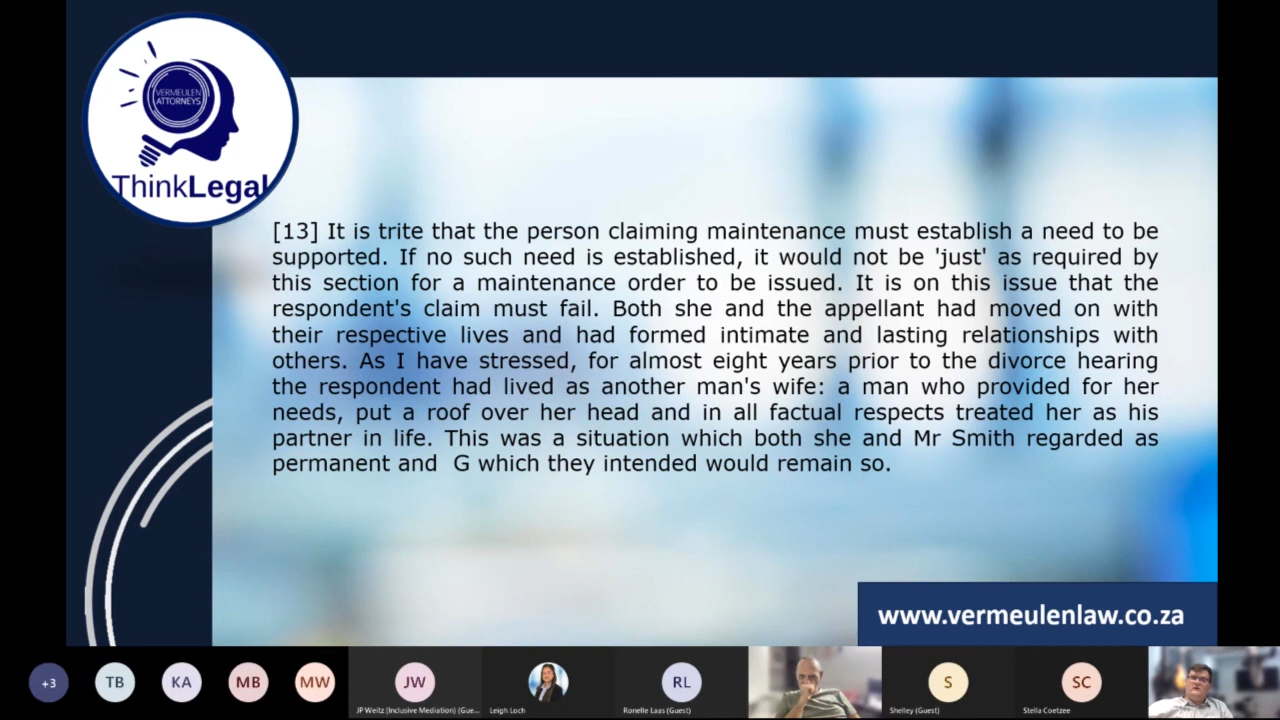 VERMEULEN
ATTORNEYS
ThinkLegal
[13] It is trite that the person claiming maintenance must establish a need to be
supported. If no such need is established, it would not be 'just' as required by
this section for a maintenance order to be issued. It is on this issue that the
respondent's claim must fail. Both she and the appellant had moved on with
their respective lives and had formed intimate and lasting relationships with
others. As I have stressed, for almost eight years prior to the divorce hearing
the respondent had lived as another man's wife: a man who provided for her
needs, put a roof over her head and in all factual respects treated her as his
partner in life. This was a situation which both she and Mr Smith regarded as
permanent and  G which they intended would remain so.
www.vermeulenlaw.co.za
+3
TB
KA
MB
MW
JW
RL
S
SC
JP Weitz (Inclusive Mediation) (Gue...
Leigh Loch
Ronelle Laas (Guest)
Shelley (Guest)
Stella Coetzee